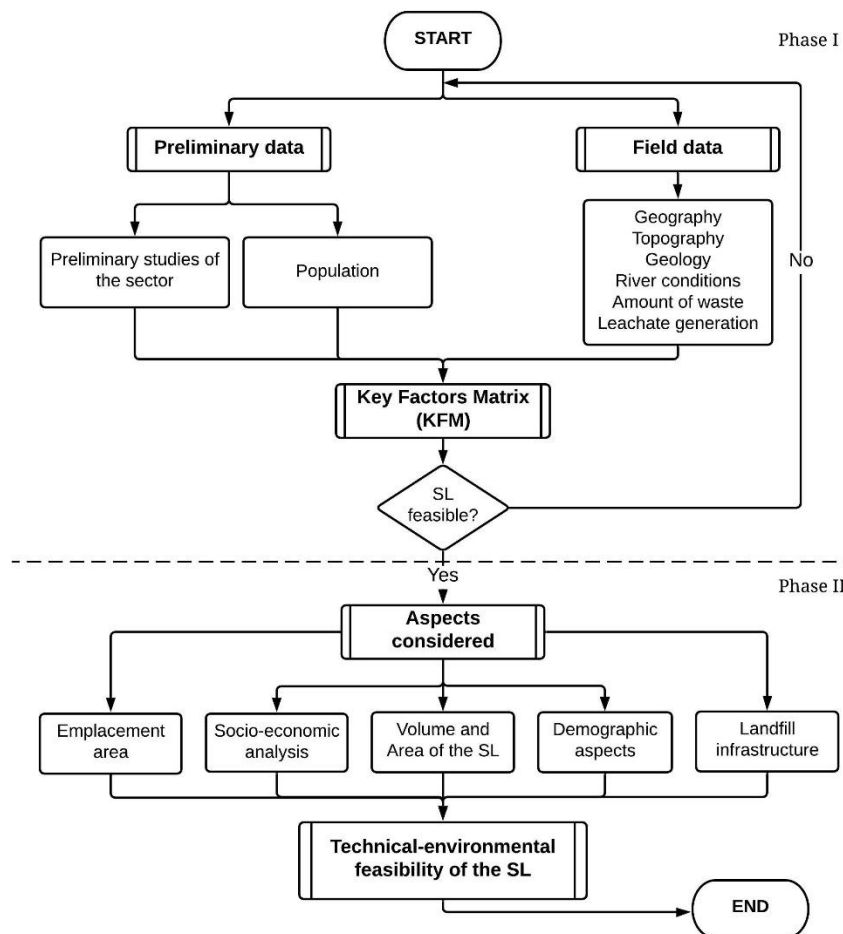 START
Phase I
Preliminary data
Field data
Preliminary studies of
the sector
Population
Geography
Topography
Geology
River conditions
Amount of waste
Leachate generation
No
Key Factors Matrix
(KFM)
SL
feasible?
Yes
Phase II
Aspects
considered
Emplacement
area
Socio-economic
analysis
Volume and
Area of the SL
Demographic
aspects
Landfill
infrastructure
Technical-environmental
feasibility of the SL
END